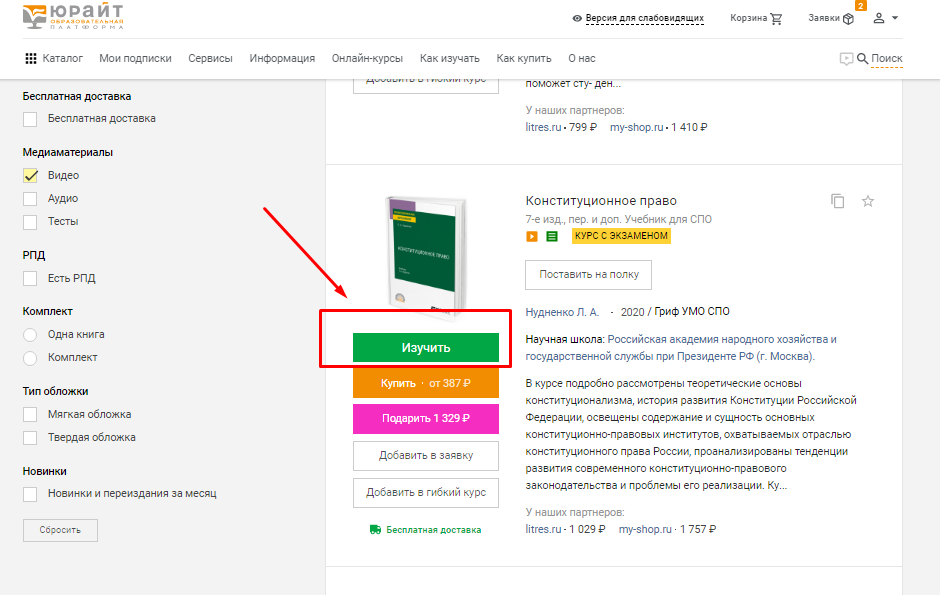 юрайт
ОБРАЗОВАТЕЛЬНАЯ
ПЛАТФОРМА
Версия для слабовидящих
Корзина
Заявки
2
Каталог
Мои подписки
Сервисы
Информация
Онлайн-курсы
Как изучать
Как купить
О нас
Поиск
Бесплатная доставка
Бесплатная доставка
Медиаматериалы
Видео
Аудио
Тесты
РПД
Есть РПД
Комплект
Одна книга
Комплект
Тип обложки
Мягкая обложка
Твердая обложка
Новинки
Новинки и переиздания за месяц
Сбросить
Добавить в гибкий курс
поможет сту- ден...
У наших партнеров:
litres.ru • 799 ₽ my-shop.ru • 1 410 ₽
КОНСТИТУЦИОННОЕ ПРАВО
Изучить
Купить · от 387 ₽
Подарить 1 329 ₽
Добавить в заявку
Добавить в гибкий курс
Бесплатная доставка
Конституционное право
7-е изд., пер. и доп. Учебник для СПО
КУРС С ЭКЗАМЕНОМ
Поставить на полку
Нудненко Л. А. · 2020 / Гриф УМО СПО
Научная школа: Российская академия народного хозяйства и
государственной службы при Президенте РФ (г. Москва).
В курсе подробно рассмотрены теоретические основы
конституционализма, история развития Конституции Российской
Федерации, освещены содержание и сущность основных
конституционно-правовых институтов, охватываемых отраслью
конституционного права России, проанализированы тенденции
развития современного конституционно-правового
законодательства и проблемы его реализации. Ку...
У наших партнеров:
litres.ru • 1 029 ₽ my-shop.ru · 1 757 ₽